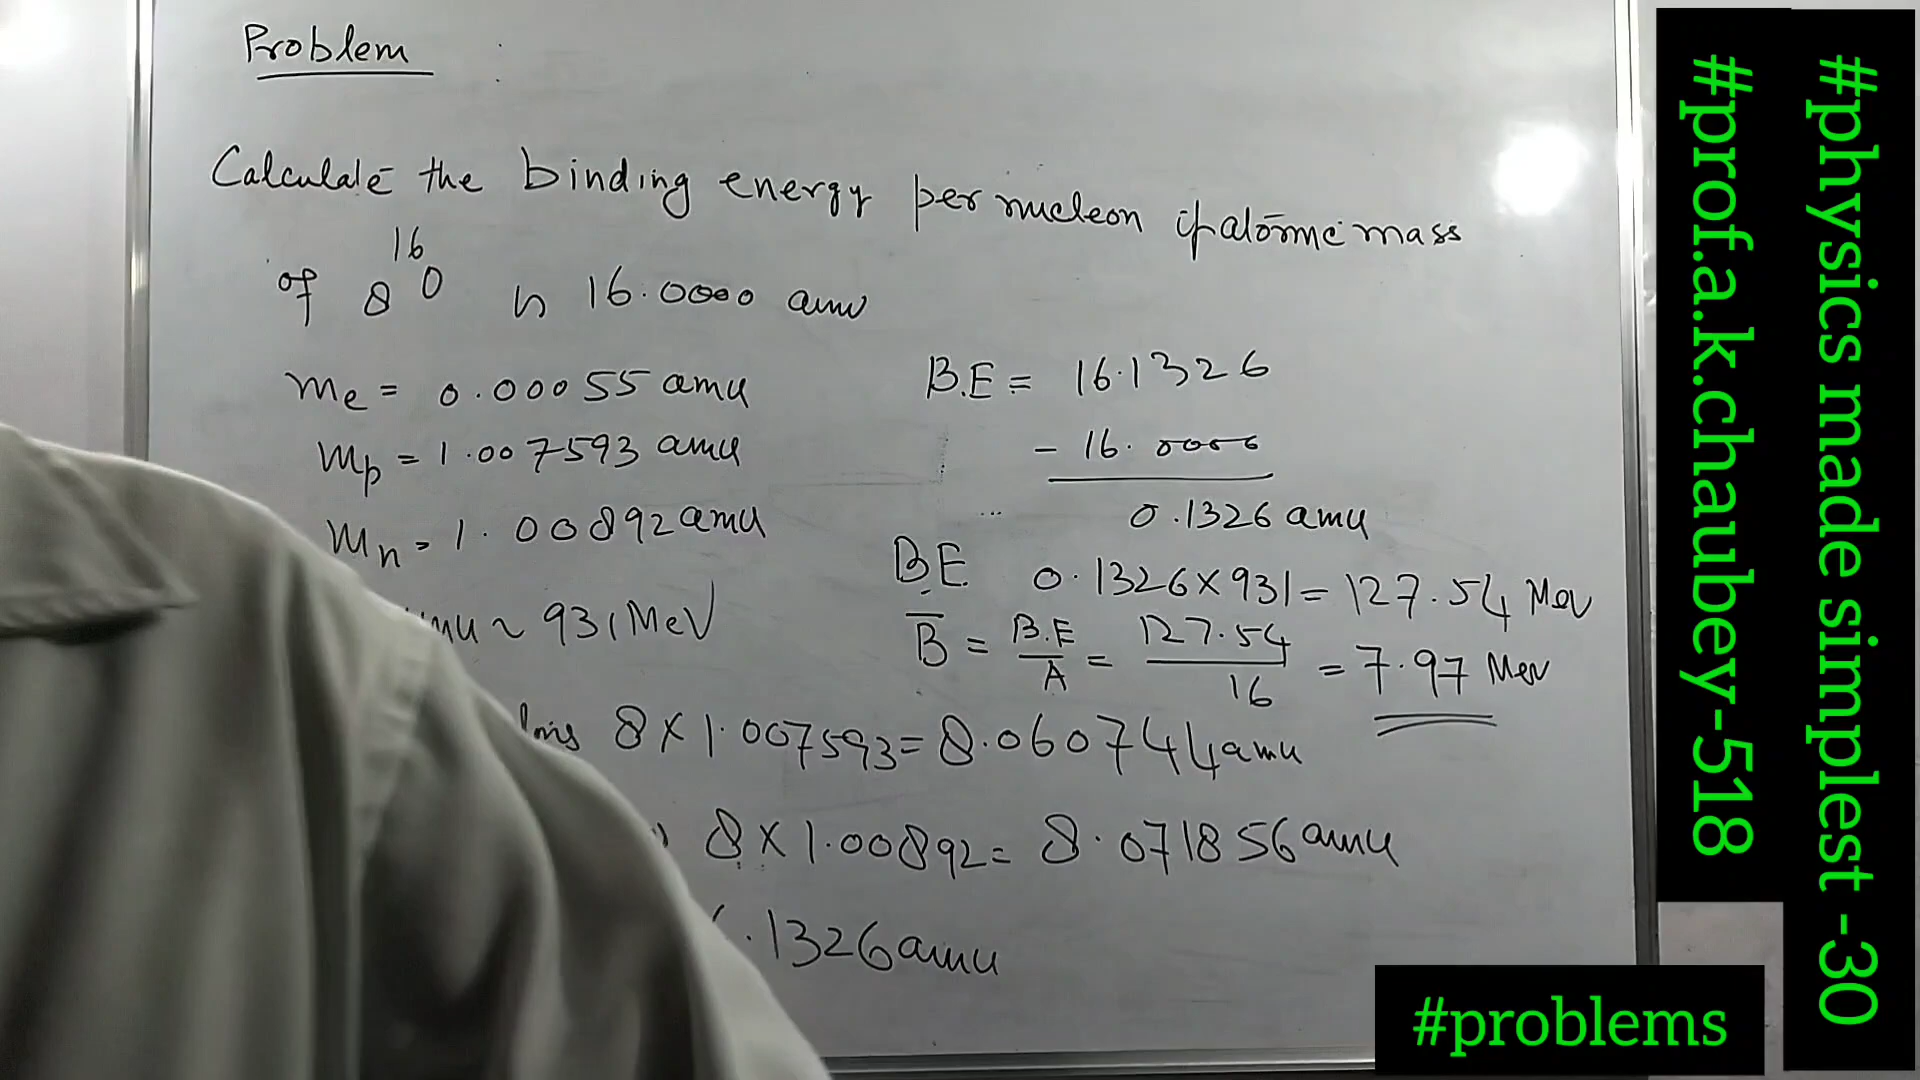 Problem
Calculate the binding energy per nucleon if atomic mass
of 8 16 O is 16.0000 amu
me = 0.00055 amu
mp = 1.007593 amu
mn = 1.00892 amu
mu ~ 931 MeV
B.E = 16.1326
- 16.0000
0.1326 amu
B.E. 0.1326 × 931 = 127.54 Mev
B = B.E / A = 127.54 / 16 = 7.97 Mev
8 × 1.007593 = 8.060744 amu
8 × 1.00892 = 8.071856 amu
.1326 amu
#physics made simplest -30
#prof.a.k.chaubey-518
#problems